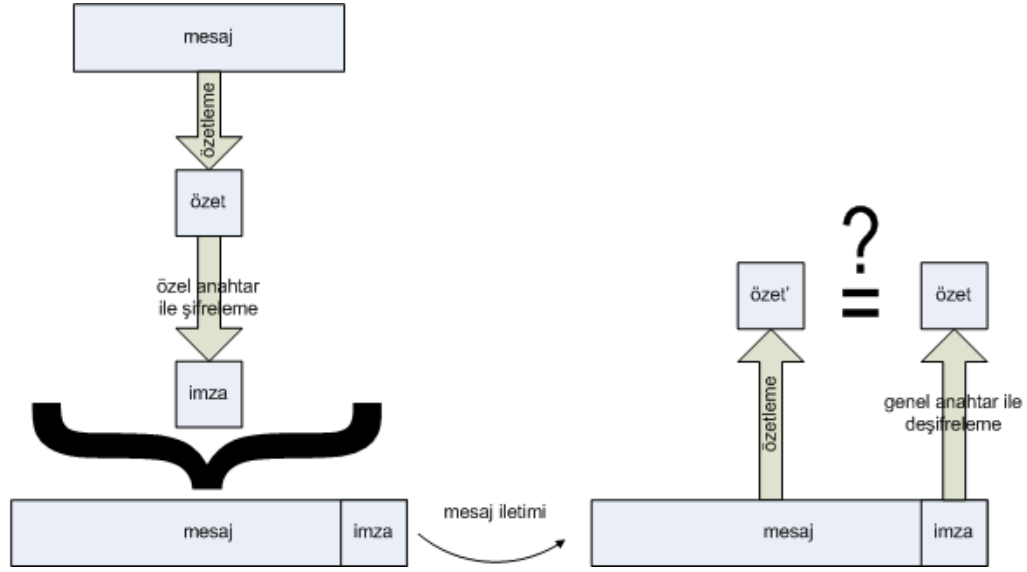 mesaj
özetleme
özet
özel anahtar
ile şifreleme
imza
mesaj
imza
mesaj iletimi
özet'
?
=
özet
özetleme
genel anahtar ile
deşifreleme
mesaj
imza